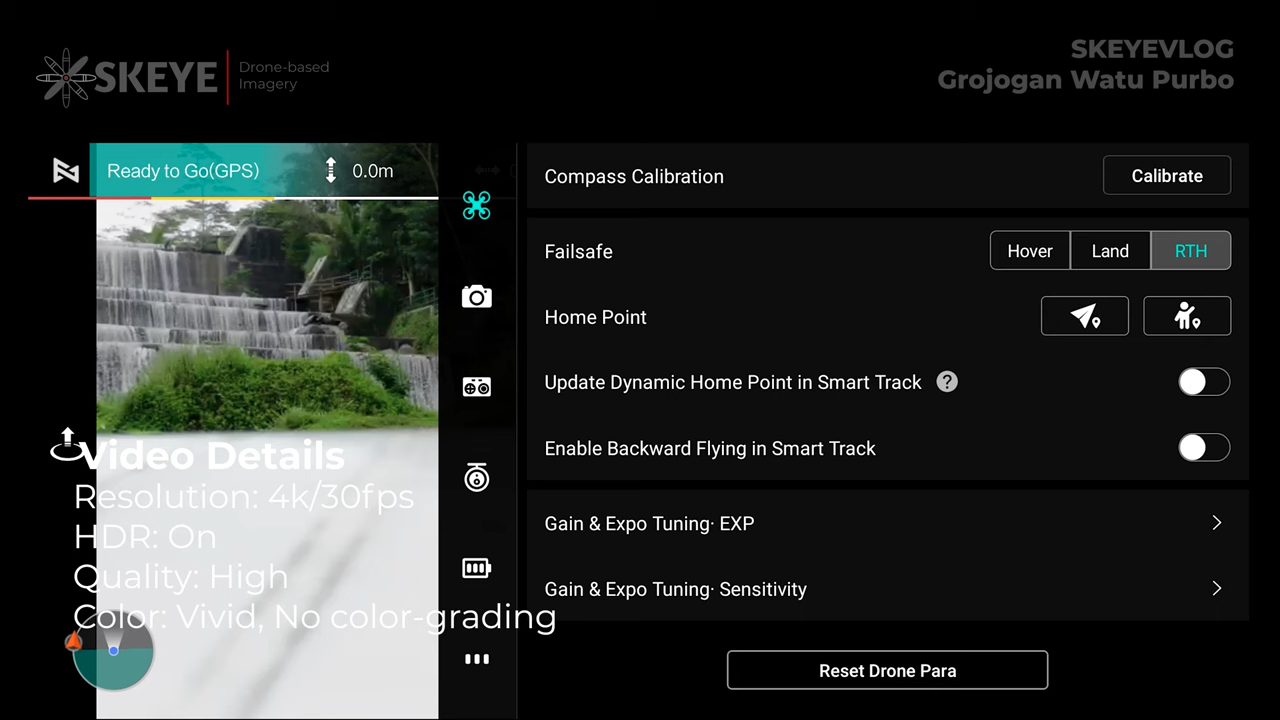 SKEYE
Drone-based
Imagery
SKEYEVLOG
Grojogan Watu Purbo
Ready to Go(GPS)
0.0m
Compass Calibration
Calibrate
Failsafe
Hover
Land
RTH
Home Point
Update Dynamic Home Point in Smart Track
?
Enable Backward Flying in Smart Track
Video Details
Resolution: 4k/30fps
HDR: On
Quality: High
Color: Vivid, No color-grading
Gain & Expo Tuning· EXP
Gain & Expo Tuning· Sensitivity
Reset Drone Para